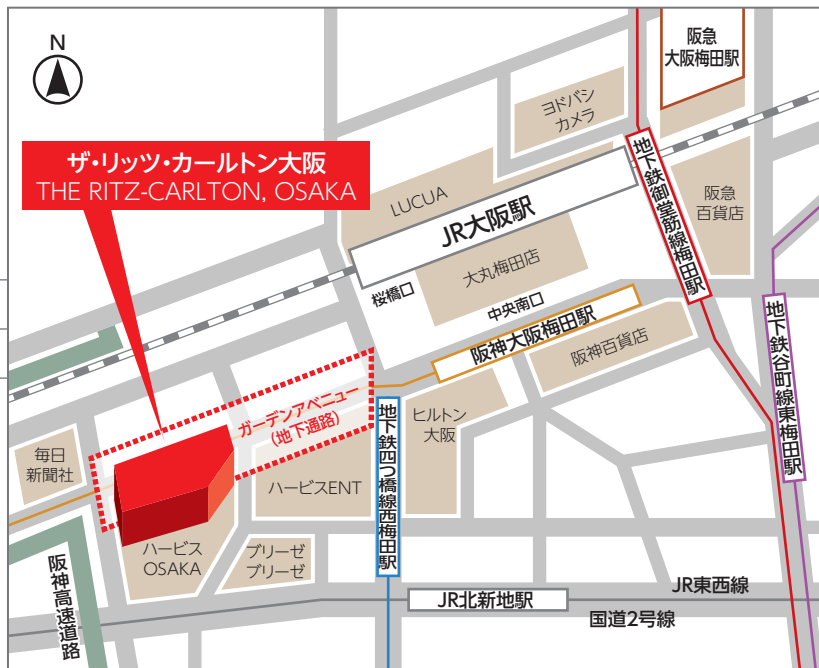 N
阪急
大阪梅田駅
ヨドバシ
カメラ
ザ・リッツ・カールトン大阪
THE RITZ-CARLTON, OSAKA
地下鉄御堂筋線梅田駅
LUCUA
JR大阪駅
阪急
百貨店
大丸梅田店
桜橋口
中央南口
阪神大阪梅田駅
阪神百貨店
地下鉄谷町線東梅田駅
ガーデンアベニュー
(地下通路)
地下鉄四つ橋線西梅田駅
ヒルトン
大阪
毎日
新聞社
ハービスENT
ハービス
OSAKA
ブリーゼ
ブリーゼ
阪神高速道路
JR北新地駅
JR東西線
国道2号線